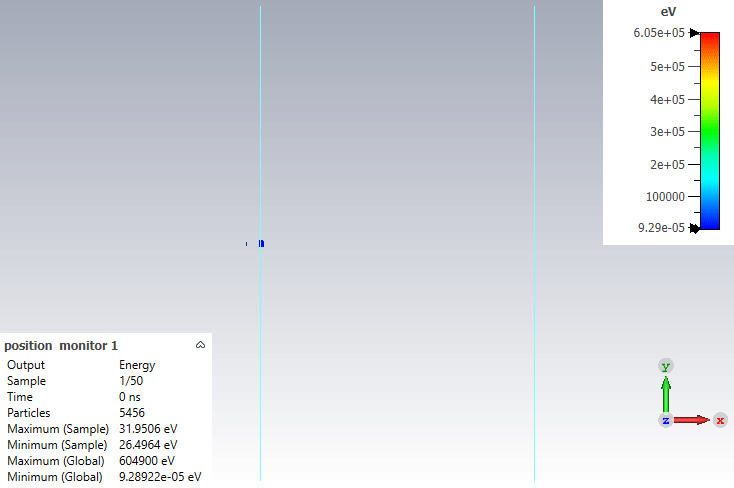 eV
6.05e+05
5e+05
4e+05
3e+05
2e+05
100000
9.29e-05
position monitor 1
Output Energy
Sample 1/50
Time 0 ns
Particles 5456
Maximum (Sample) 31.9506 eV
Minimum (Sample) 26.4964 eV
Maximum (Global) 604900 eV
Minimum (Global) 9.28922e-05 eV
y
z x